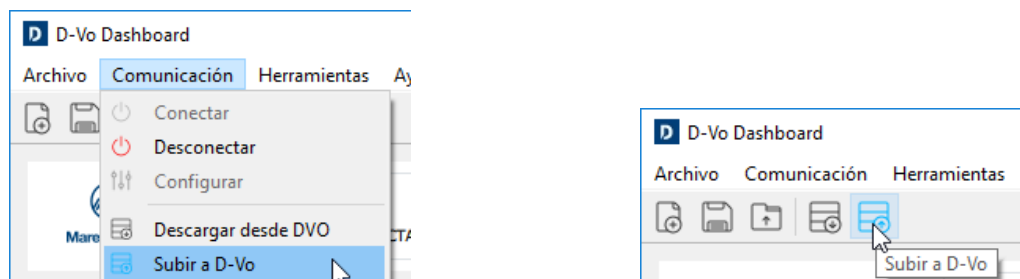 D-Vo Dashboard
Archivo Comunicación Herramientas
Conectar
Desconectar
Configurar
Mare
Descargar desde DVO
Subir a D-Vo
D-Vo Dashboard
Archivo Comunicación Herramientas
Subir a D-Vo